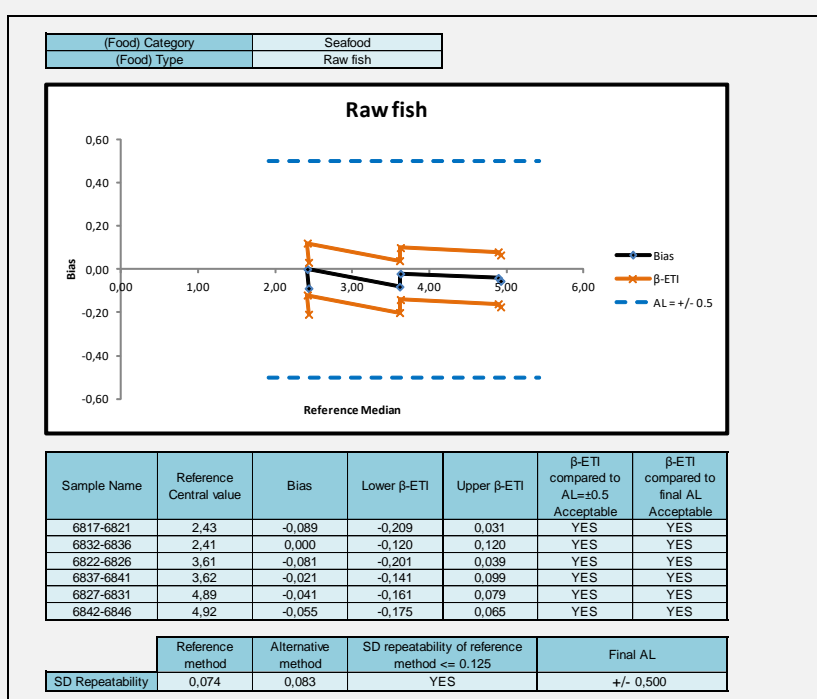 (Food) Category Seafood
(Food) Type Raw fish
Raw fish
0,60
0,40
0,20
0,00
-0,20
-0,40
-0,60
Bias
0,00 1,00 2,00 3,00 4,00 5,00 6,00
Reference Median
Bias
β-ETI
AL = +/- 0.5
Sample Name Reference Central value Bias Lower β-ETI Upper β-ETI β-ETI compared to AL=±0.5 Acceptable β-ETI compared to final AL Acceptable
6817-6821 2,43 -0,089 -0,209 0,031 YES YES
6832-6836 2,41 0,000 -0,120 0,120 YES YES
6822-6826 3,61 -0,081 -0,201 0,039 YES YES
6837-6841 3,62 -0,021 -0,141 0,099 YES YES
6827-6831 4,89 -0,041 -0,161 0,079 YES YES
6842-6846 4,92 -0,055 -0,175 0,065 YES YES
Reference method Alternative method SD repeatability of reference method <= 0.125 Final AL
SD Repeatability 0,074 0,083 YES +/- 0,500